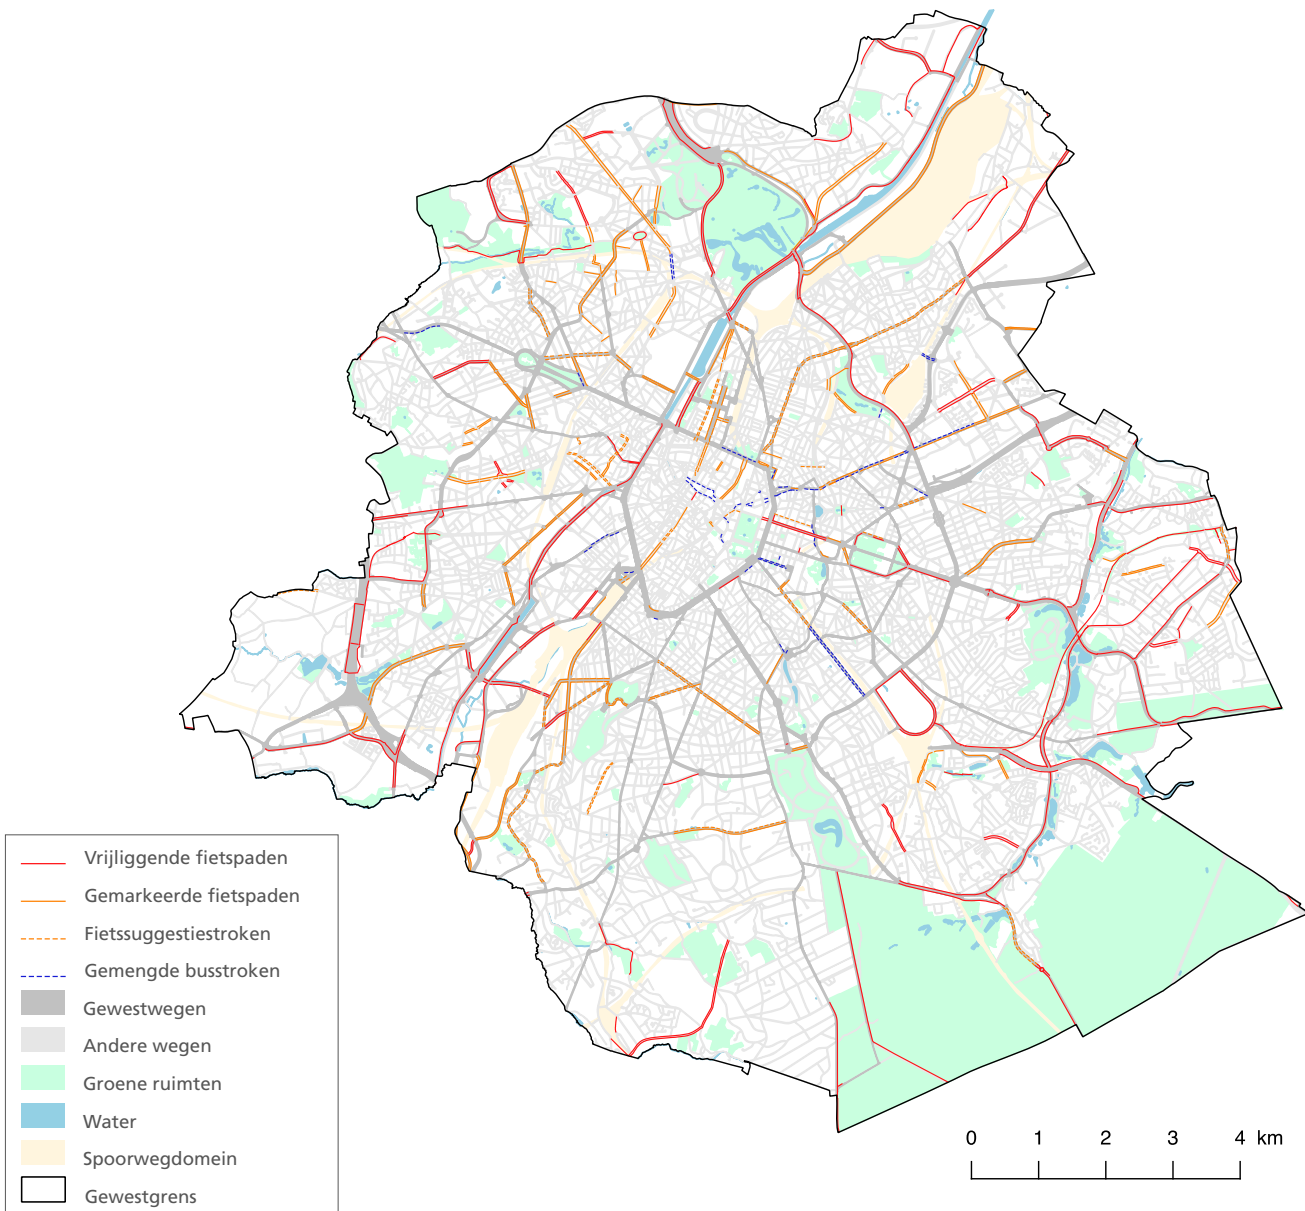 Vrijliggende fietspaden
Gemarkeerde fietspaden
Fietssuggestiestroken
Gemengde busstroken
Gewestwegen
Andere wegen
Groene ruimten
Water
Spoorwegdomein
Gewestgrens
0 1 2 3 4 km